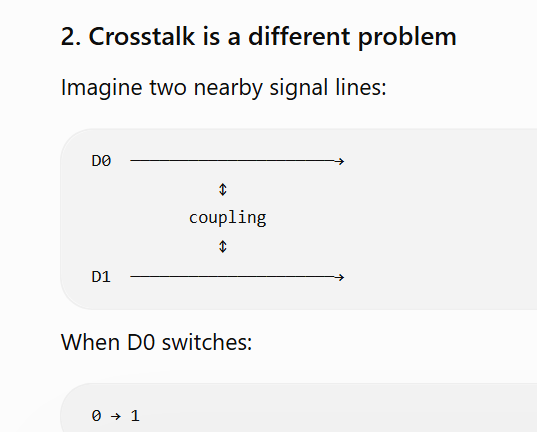 2. Crosstalk is a different problem
Imagine two nearby signal lines:
D0 ─────────────────────→
↕
coupling
↕
D1 ─────────────────────→
When D0 switches:
0 → 1